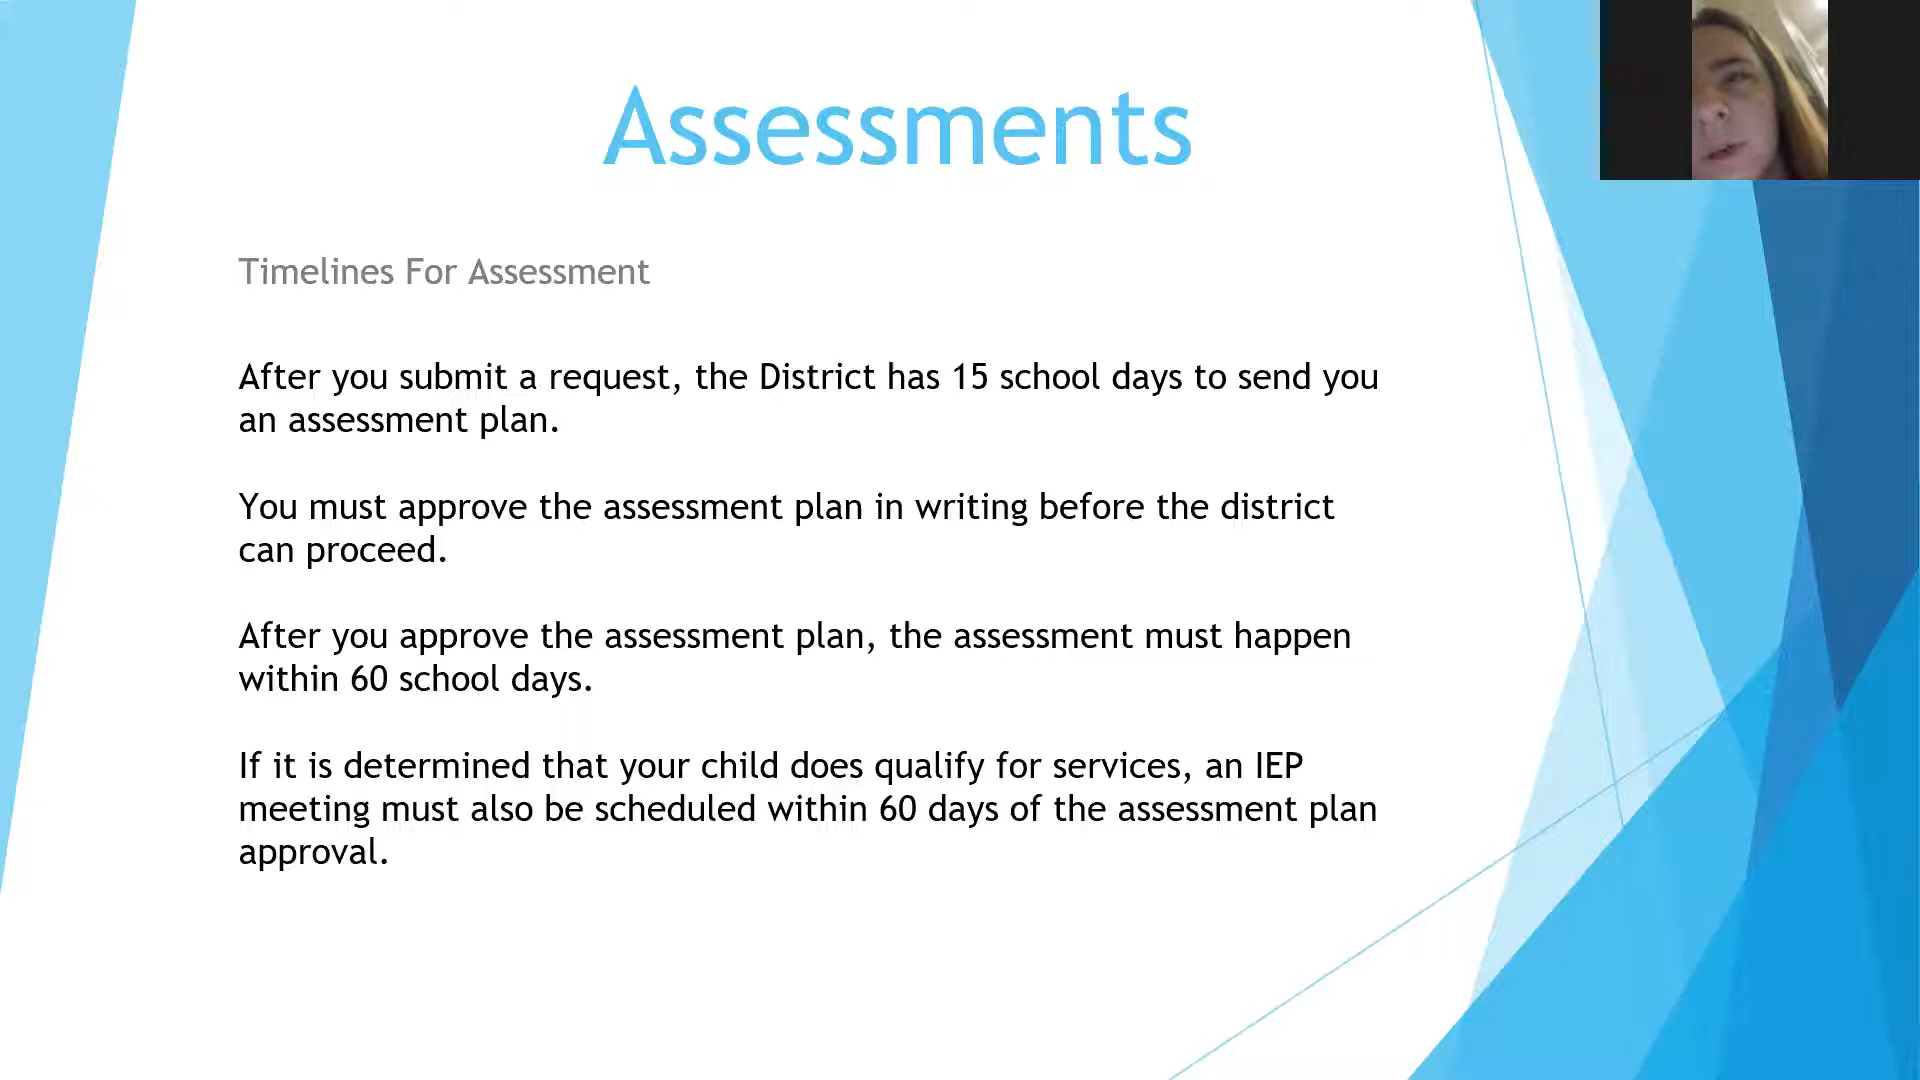 Assessments
Timelines For Assessment
After you submit a request, the District has 15 school days to send you
an assessment plan.
You must approve the assessment plan in writing before the district
can proceed.
After you approve the assessment plan, the assessment must happen
within 60 school days.
If it is determined that your child does qualify for services, an IEP
meeting must also be scheduled within 60 days of the assessment plan
approval.